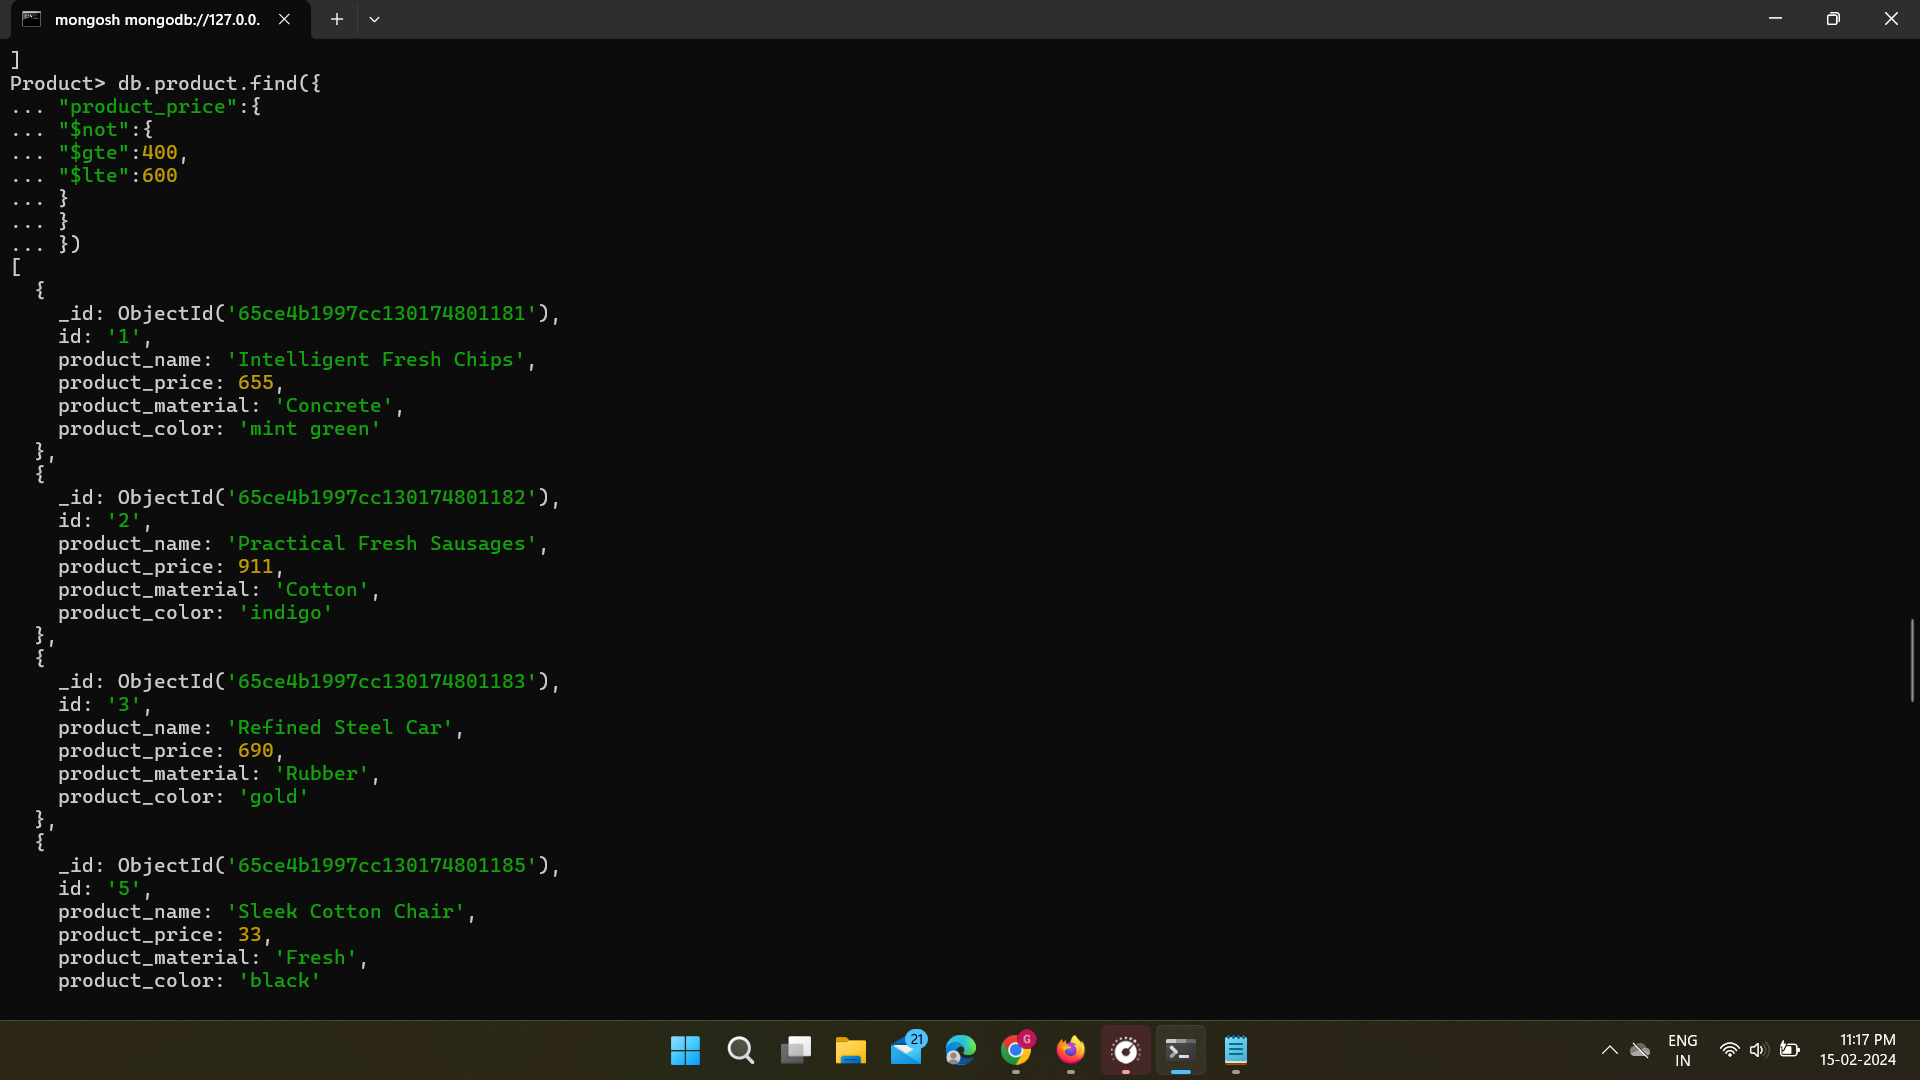 mongosh mongodb://127.0.0.
]
Product> db.product.find({
... "product_price":{
... "$not":{
... "$gte":400,
... "$lte":600
... }
... }
... })
[
  {
    _id: ObjectId('65ce4b1997cc130174801181'),
    id: '1',
    product_name: 'Intelligent Fresh Chips',
    product_price: 655,
    product_material: 'Concrete',
    product_color: 'mint green'
  },
  {
    _id: ObjectId('65ce4b1997cc130174801182'),
    id: '2',
    product_name: 'Practical Fresh Sausages',
    product_price: 911,
    product_material: 'Cotton',
    product_color: 'indigo'
  },
  {
    _id: ObjectId('65ce4b1997cc130174801183'),
    id: '3',
    product_name: 'Refined Steel Car',
    product_price: 690,
    product_material: 'Rubber',
    product_color: 'gold'
  },
  {
    _id: ObjectId('65ce4b1997cc130174801185'),
    id: '5',
    product_name: 'Sleek Cotton Chair',
    product_price: 33,
    product_material: 'Fresh',
    product_color: 'black'
21
G
ENG
IN
11:17 PM
15-02-2024